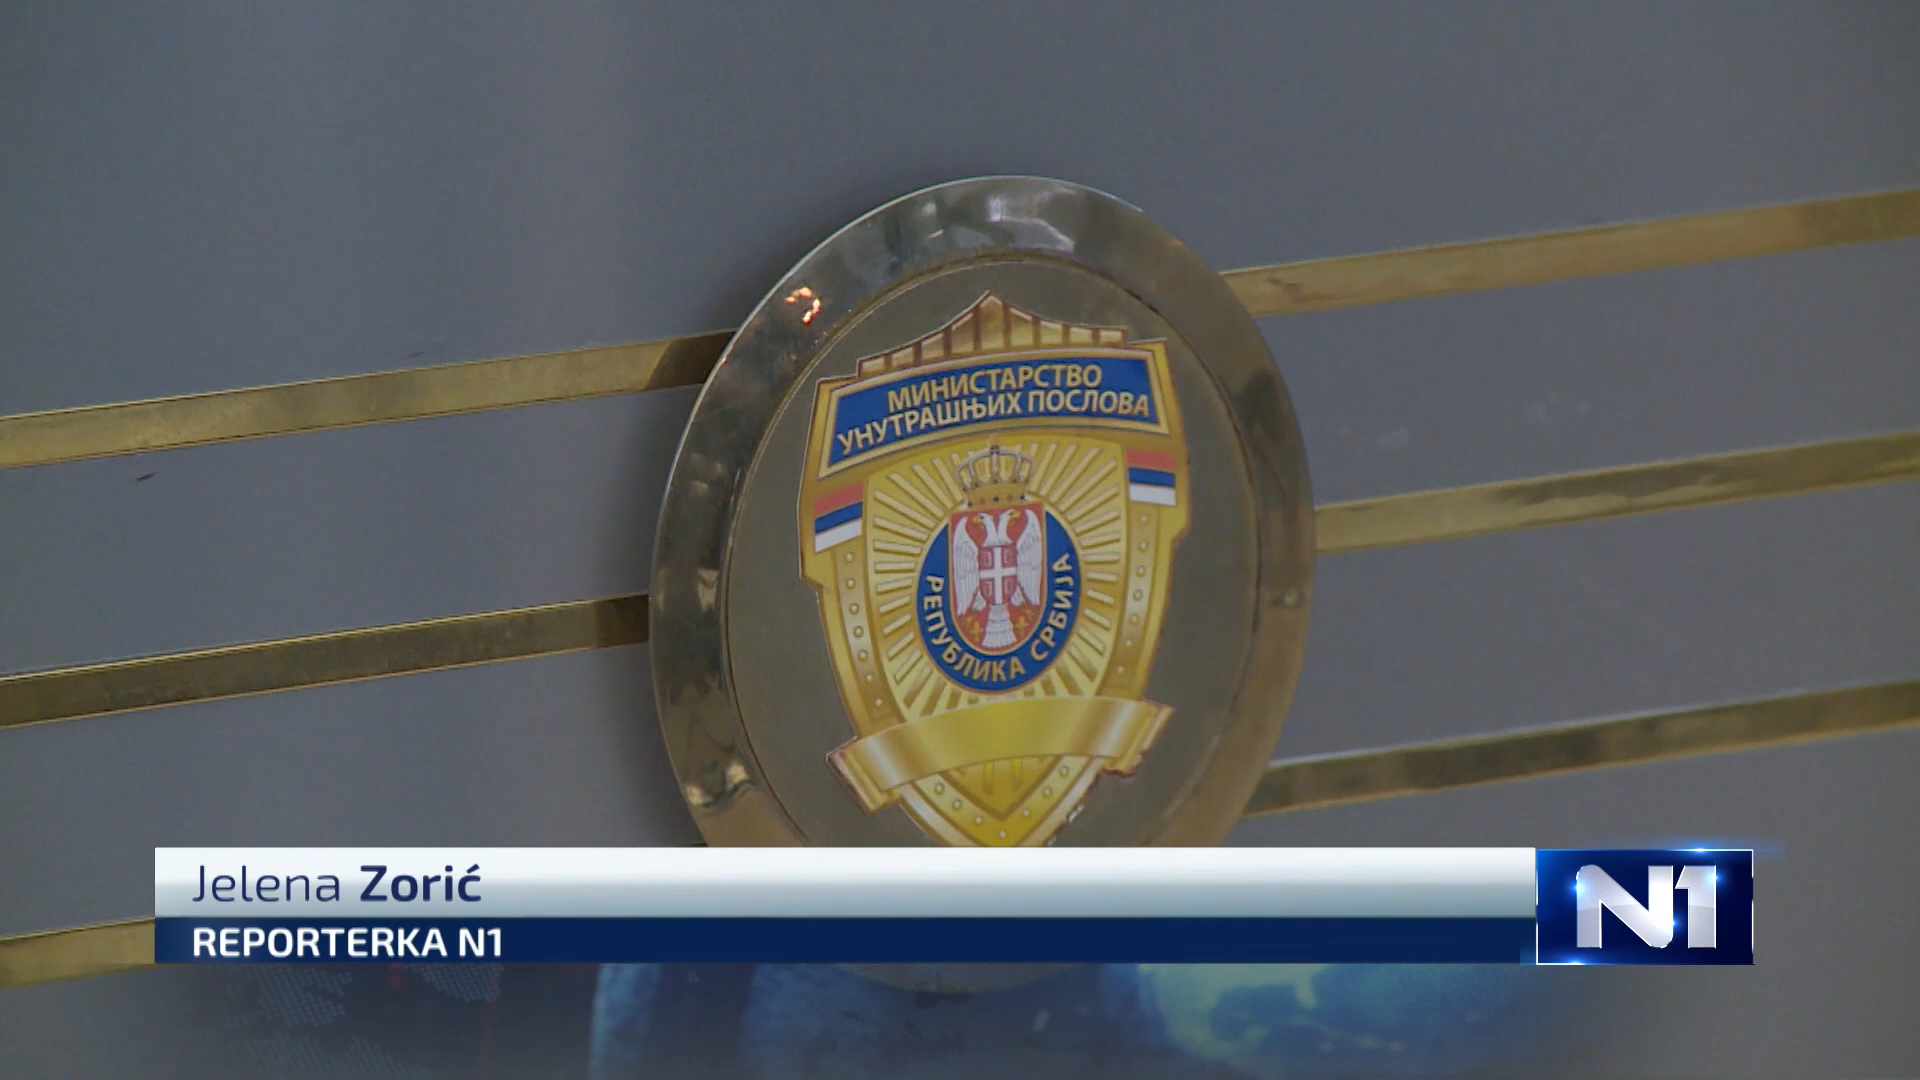 МИНИСТАРСТВО
УНУТРАШЊИХ ПОСЛОВА
РЕПУБЛИКА СРБИЈА
Jelena Zorić
REPORTERKA N1
N1